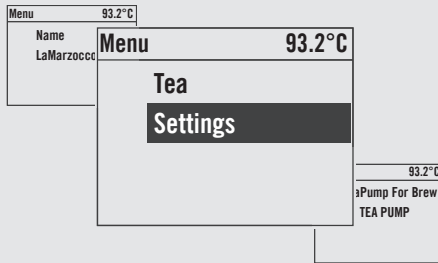 Menu 93.2°C
Name
LaMarzocco
Menu 93.2°C
Tea
Settings
93.2°C
aPump For Brew
TEA PUMP